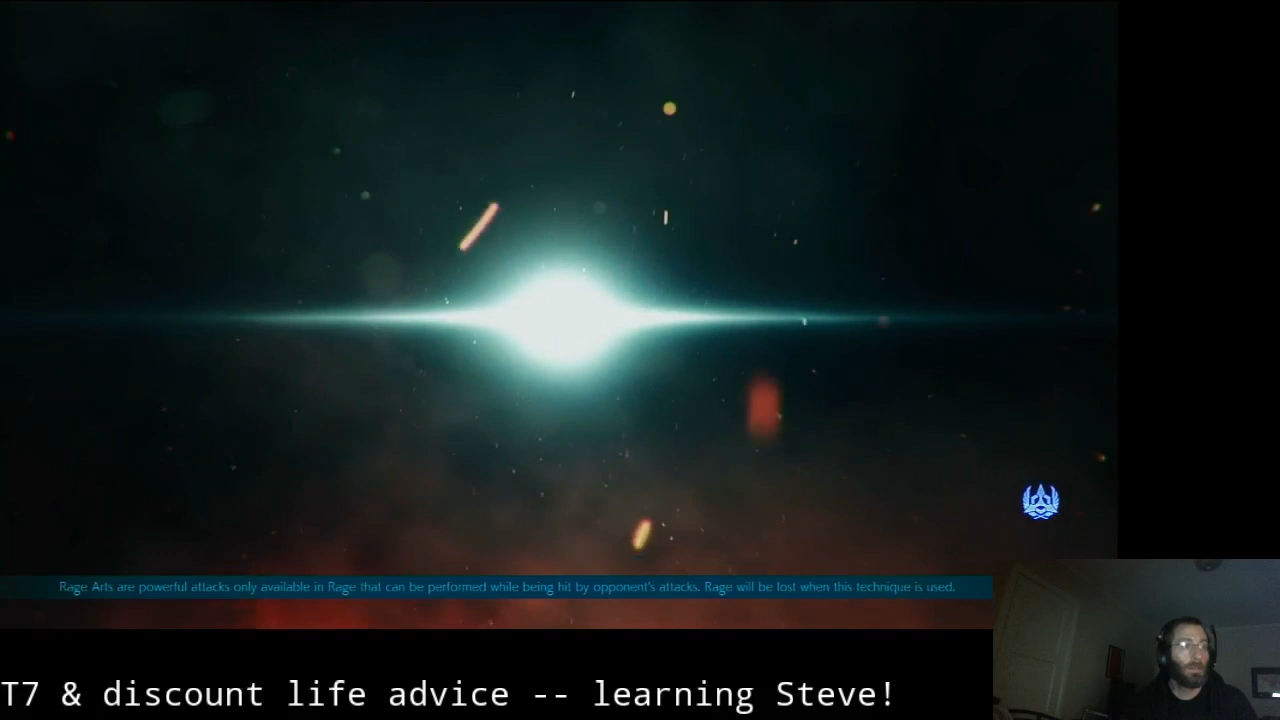 Rage Arts are powerful attacks only available in Rage that can be performed while being hit by opponent's attacks. Rage will be lost when this technique is used.
T7 & discount life advice -- learning Steve!